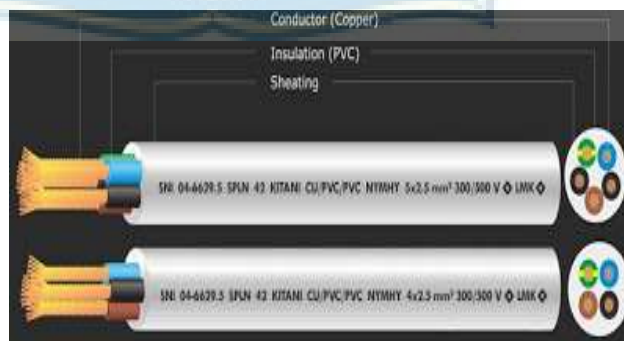 Conductor (Copper)
Insulation (PVC)
Sheating
SNI 04-6629.5 SPLN 42 KITANI CU/PVC/PVC NYMHY 5x2.5 mm² 300/500 V LMK
SNI 04-6629.5 SPLN 42 KITANI CU/PVC/PVC NYMHY 4x2.5 mm² 300/500 V LMK